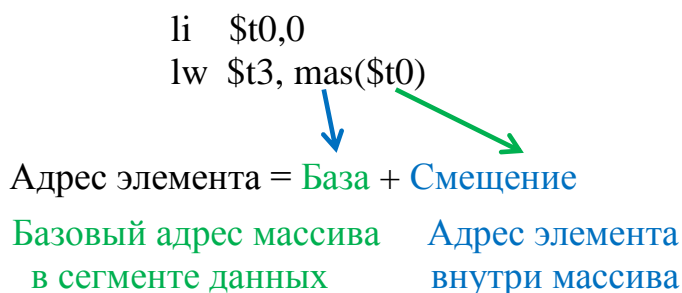 li $t0,0
lw $t3, mas($t0)
Адрес элемента = База + Смещение
Базовый адрес массива Адрес элемента
в сегменте данных внутри массива